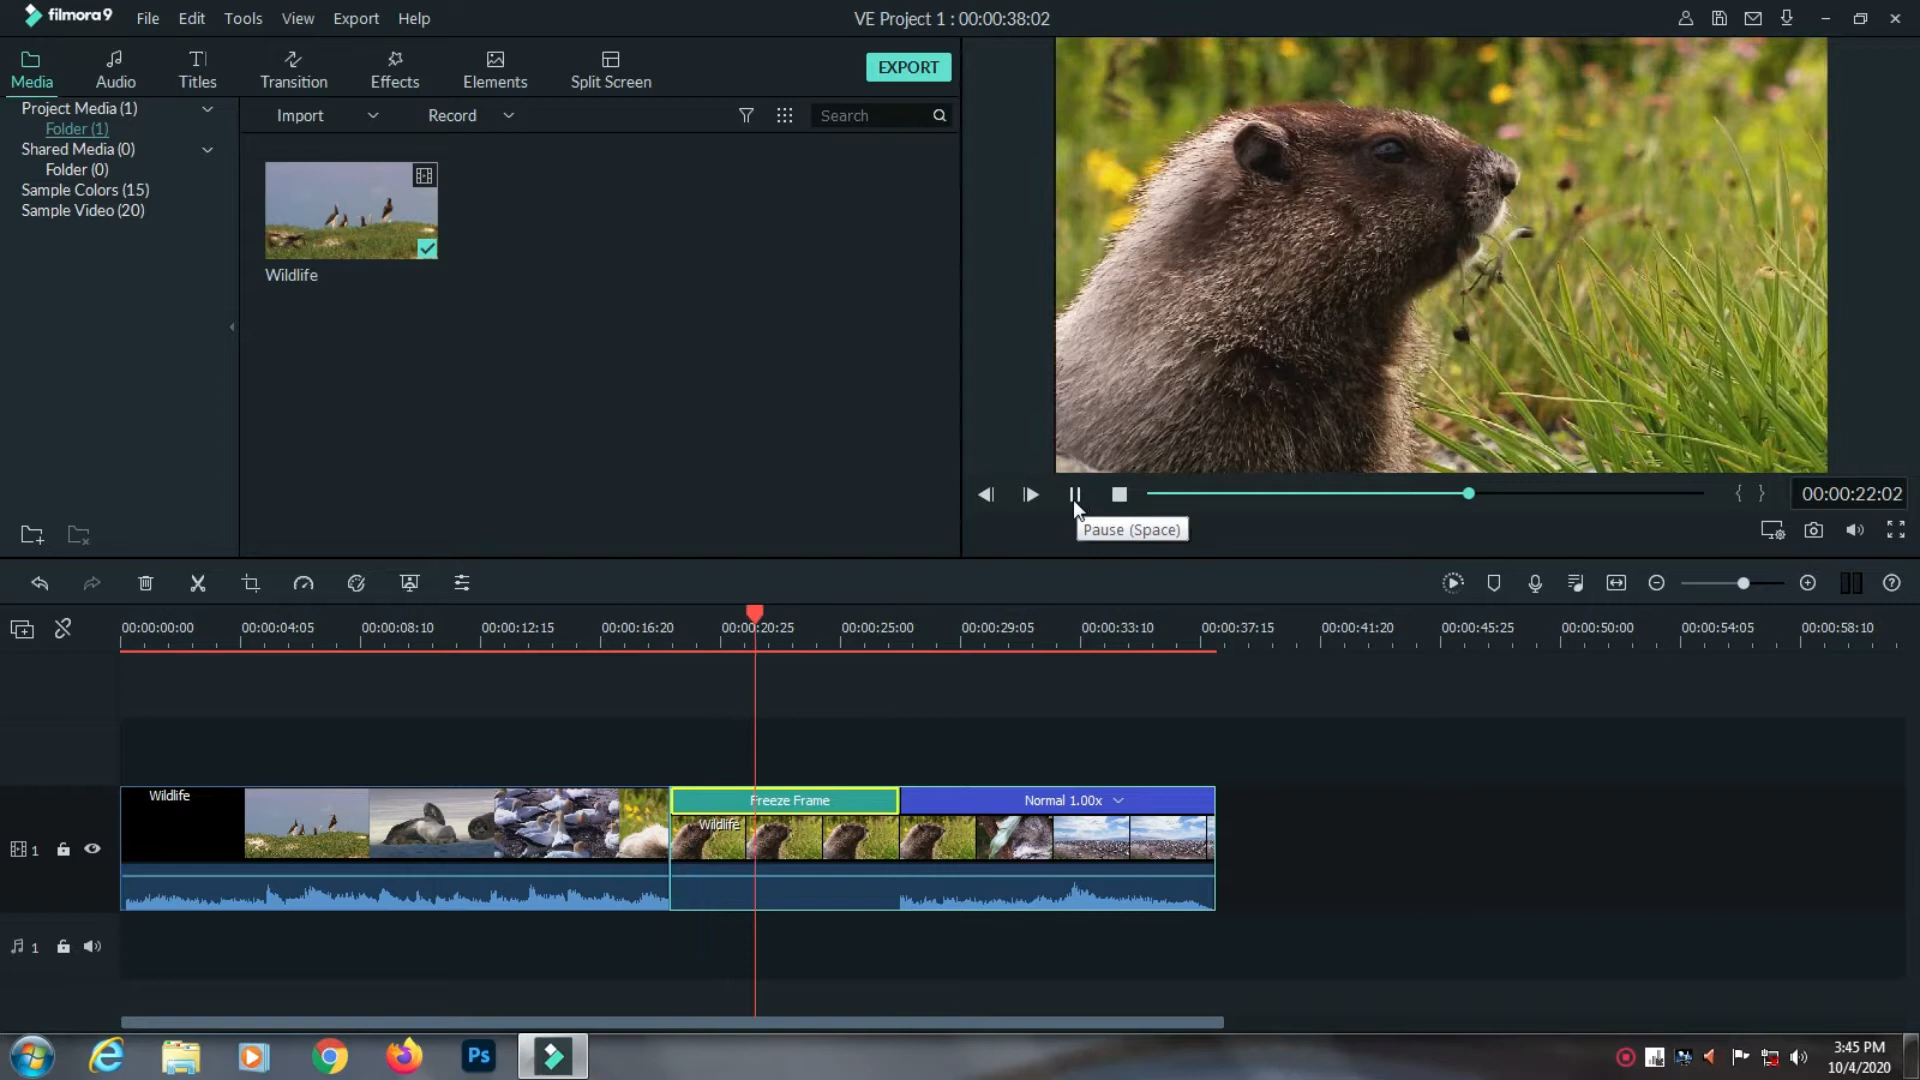 filmora9 File Edit Tools View Export Help VE Project 1 : 00:00:38:02
Media Audio Titles Transition Effects Elements Split Screen EXPORT
Project Media (1)
Folder (1)
Shared Media (0)
Folder (0)
Sample Colors (15)
Sample Video (20)
Import Record Search
Wildlife
00:00:22:02
Pause (Space)
00:00:00:00 00:00:04:05 00:00:08:10 00:00:12:15 00:00:16:20 00:00:20:25 00:00:25:00 00:00:29:05 00:00:33:10 00:00:37:15 00:00:41:20 00:00:45:25 00:00:50:00 00:00:54:05 00:00:58:10
Wildlife Freeze Frame Normal 1.00x
Wildlife
1
1
Ps
3:45 PM
10/4/2020